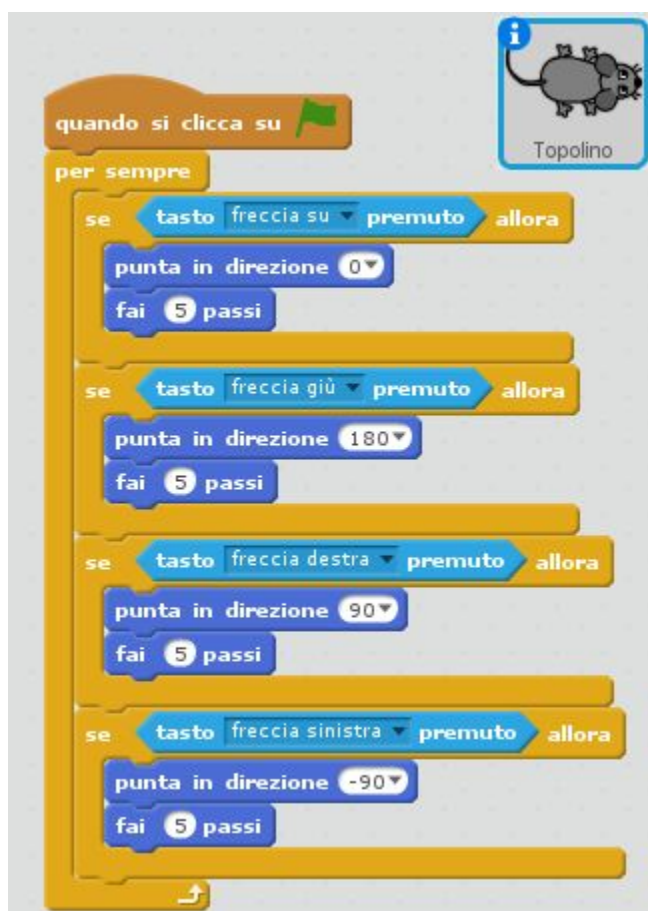 Topolino
quando si clicca su
per sempre
se tasto freccia su premuto allora
punta in direzione 0
fai 5 passi
se tasto freccia giù premuto allora
punta in direzione 180
fai 5 passi
se tasto freccia destra premuto allora
punta in direzione 90
fai 5 passi
se tasto freccia sinistra premuto allora
punta in direzione -90
fai 5 passi